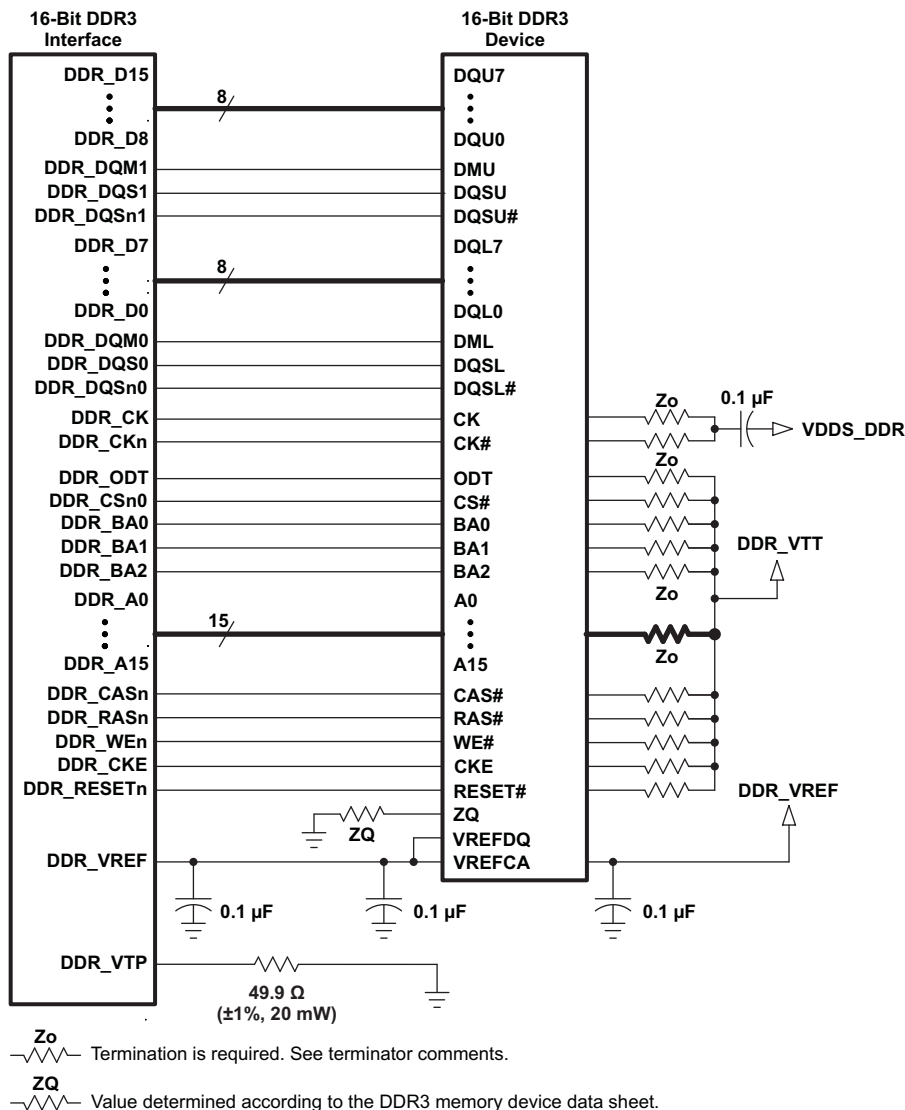 16-Bit DDR3
Interface
16-Bit DDR3
Device
DDR_D15
8
DQU7
DDR_D8
DQU0
DDR_DQM1
DMU
DDR_DQS1
DQSU
DDR_DQSn1
DQSU#
DDR_D7
8
DQL7
DDR_D0
DQL0
DDR_DQM0
DML
DDR_DQS0
DQSL
DDR_DQSn0
DQSL#
Zo
0.1 µF
DDR_CK
CK
VDDS_DDR
DDR_CKn
CK#
Zo
DDR_ODT
ODT
DDR_CSn0
CS#
DDR_BA0
BA0
DDR_BA1
BA1
DDR_VTT
DDR_BA2
BA2
Zo
DDR_A0
A0
15
Zo
DDR_A15
A15
DDR_CASn
CAS#
DDR_RASn
RAS#
DDR_WEn
WE#
DDR_CKE
CKE
DDR_RESETn
RESET#
DDR_VREF
ZQ
ZQ
VREFDQ
DDR_VREF
VREFCA
0.1 µF
0.1 µF
0.1 µF
DDR_VTP
49.9 Ω
(±1%, 20 mW)
Zo
Termination is required. See terminator comments.
ZQ
Value determined according to the DDR3 memory device data sheet.